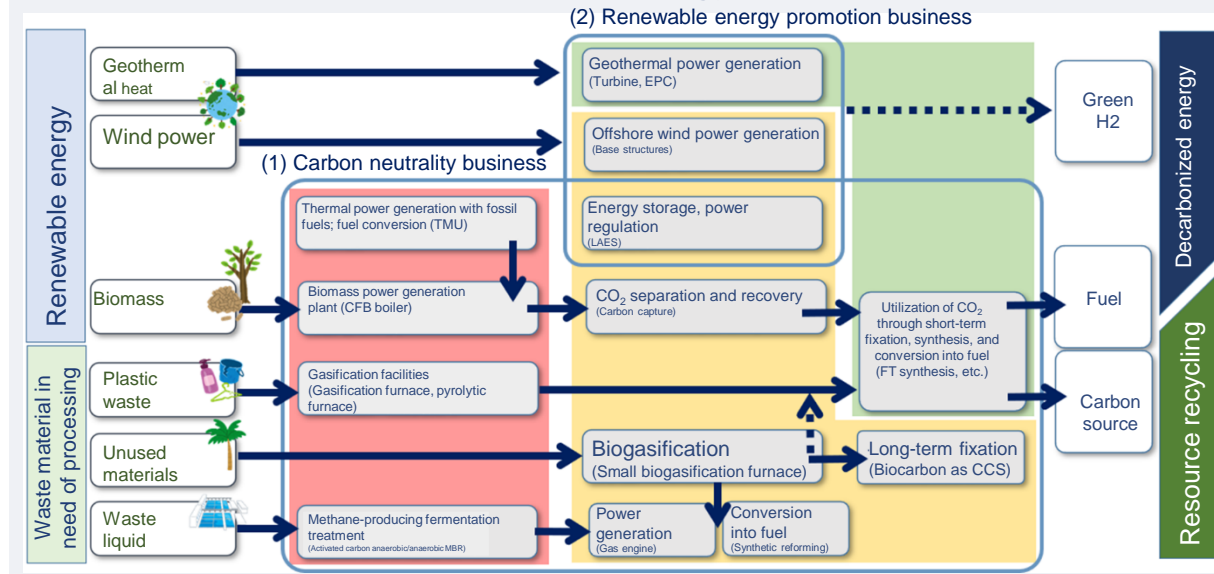 (2) Renewable energy promotion business
Renewable energy
Geotherm
al heat
Geothermal power generation
(Turbine, EPC)
Green
H2
Decarbonized energy
Wind power
Offshore wind power generation
(Base structures)
(1) Carbon neutrality business
Thermal power generation with fossil
fuels; fuel conversion (TMU)
Energy storage, power
regulation
(LAES)
Biomass
Biomass power generation
plant (CFB boiler)
CO2 separation and recovery
(Carbon capture)
Utilization of CO2
through short-term
fixation, synthesis, and
conversion into fuel
(FT synthesis, etc.)
Fuel
Waste material in
need of processing
Plastic
waste
Gasification facilities
(Gasification furnace, pyrolytic
furnace)
Carbon
source
Resource recycling
Unused
materials
Biogasification
(Small biogasification furnace)
Long-term fixation
(Biocarbon as CCS)
Waste
liquid
Methane-producing fermentation
treatment
(Activated carbon anaerobic/anaerobic MBR)
Power
generation
(Gas engine)
Conversion
into fuel
(Synthetic reforming)